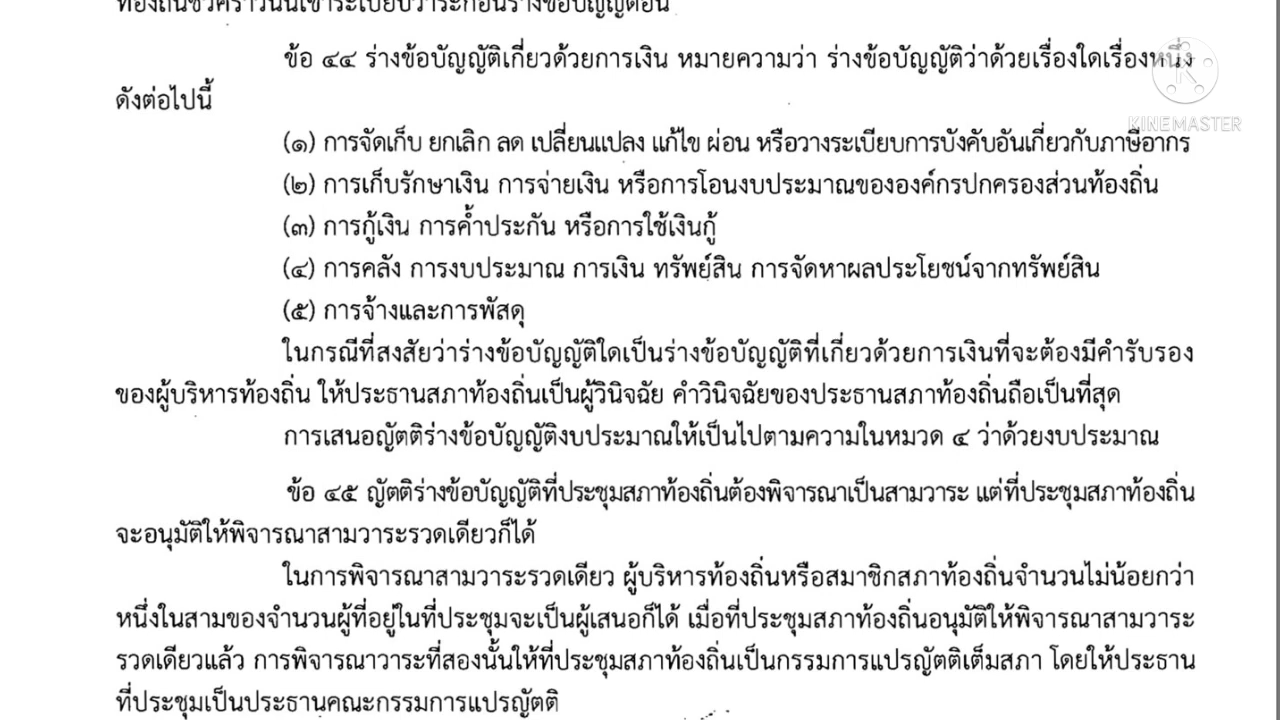 ท้องถิ่นชั่วคราวนั้นเข้าระเบียบวาระก่อนร่างข้อบัญญัติอื่น
ข้อ ๔๔ ร่างข้อบัญญัติเกี่ยวด้วยการเงิน หมายความว่า ร่างข้อบัญญัติว่าด้วยเรื่องใดเรื่องหนึ่ง
ดังต่อไปนี้
KINEMASTER
(๑) การจัดเก็บ ยกเลิก ลด เปลี่ยนแปลง แก้ไข ผ่อน หรือวางระเบียบการบังคับอันเกี่ยวกับภาษีอากร
(๒) การเก็บรักษาเงิน การจ่ายเงิน หรือการโอนงบประมาณขององค์กรปกครองส่วนท้องถิ่น
(๓) การกู้เงิน การค้ำประกัน หรือการใช้เงินกู้
(๔) การคลัง การงบประมาณ การเงิน ทรัพย์สิน การจัดหาผลประโยชน์จากทรัพย์สิน
(๕) การจ้างและการพัสดุ
ในกรณีที่สงสัยว่าร่างข้อบัญญัติใดเป็นร่างข้อบัญญัติที่เกี่ยวด้วยการเงินที่จะต้องมีคำรับรอง
ของผู้บริหารท้องถิ่น ให้ประธานสภาท้องถิ่นเป็นผู้วินิจฉัย คำวินิจฉัยของประธานสภาท้องถิ่นถือเป็นที่สุด
การเสนอญัตติร่างข้อบัญญัติงบประมาณให้เป็นไปตามความในหมวด ๔ ว่าด้วยงบประมาณ
ข้อ ๔๕ ญัตติร่างข้อบัญญัติที่ประชุมสภาท้องถิ่นต้องพิจารณาเป็นสามวาระ แต่ที่ประชุมสภาท้องถิ่น
จะอนุมัติให้พิจารณาสามวาระรวดเดียวก็ได้
ในการพิจารณาสามวาระรวดเดียว ผู้บริหารท้องถิ่นหรือสมาชิกสภาท้องถิ่นจำนวนไม่น้อยกว่า
หนึ่งในสามของจำนวนผู้ที่อยู่ในที่ประชุมจะเป็นผู้เสนอก็ได้ เมื่อที่ประชุมสภาท้องถิ่นอนุมัติให้พิจารณาสามวาระ
รวดเดียวแล้ว การพิจารณาวาระที่สองนั้นให้ที่ประชุมสภาท้องถิ่นเป็นกรรมการแปรญัตติเต็มสภา โดยให้ประธาน
ที่ประชุมเป็นประธานคณะกรรมการแปรญัตติ